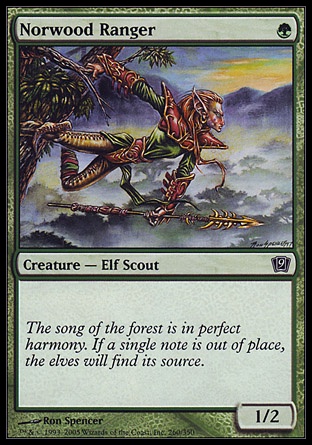 Norwood Ranger
Creature — Elf Scout
9
The song of the forest is in perfect
harmony. If a single note is out of place,
the elves will find its source.
Ron Spencer
™ & © 1993–2005 Wizards of the Coast, Inc. 260/350
1/2